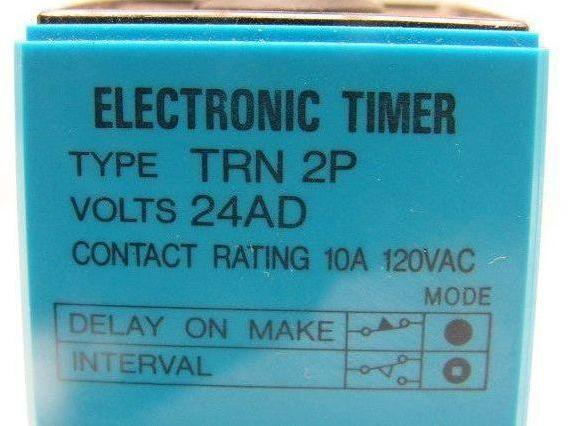 ELECTRONIC TIMER
TYPE TRN 2P
VOLTS 24AD
CONTACT RATING 10A 120VAC
MODE
DELAY ON MAKE
INTERVAL